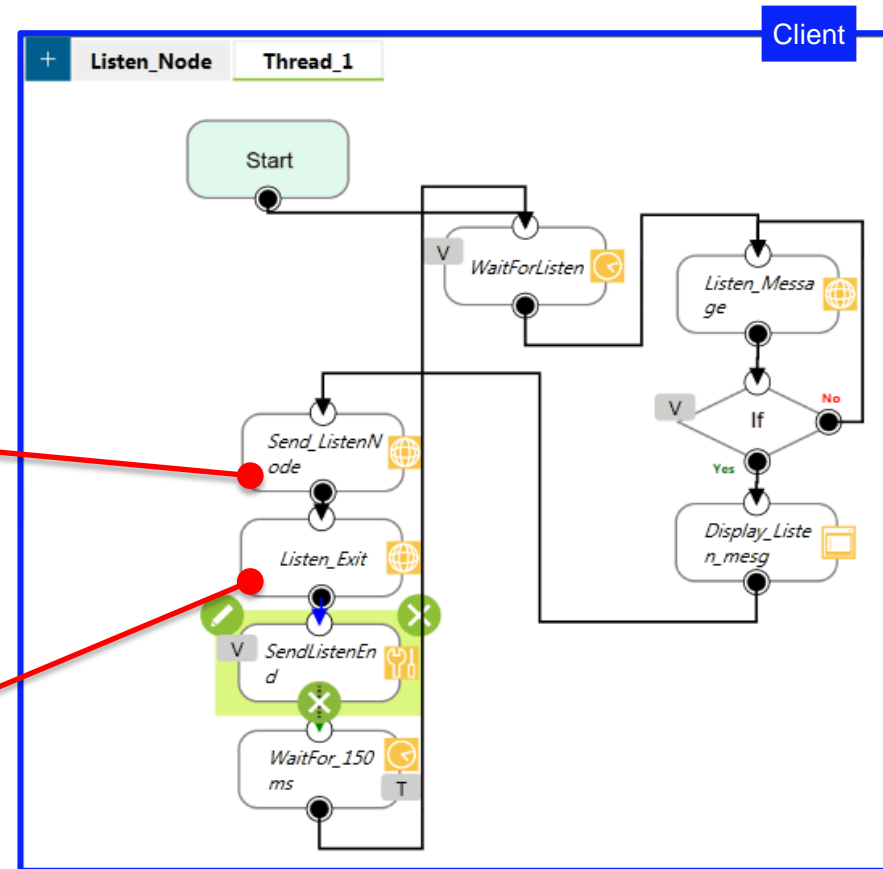 Client
+ Listen_Node Thread_1
Start
V
WaitForListen
Listen_Messa
ge
V
If
No
Yes
Send_ListenN
ode
Display_Liste
n_mesg
Listen_Exit
V
SendListenEn
d
WaitFor_150
ms
T